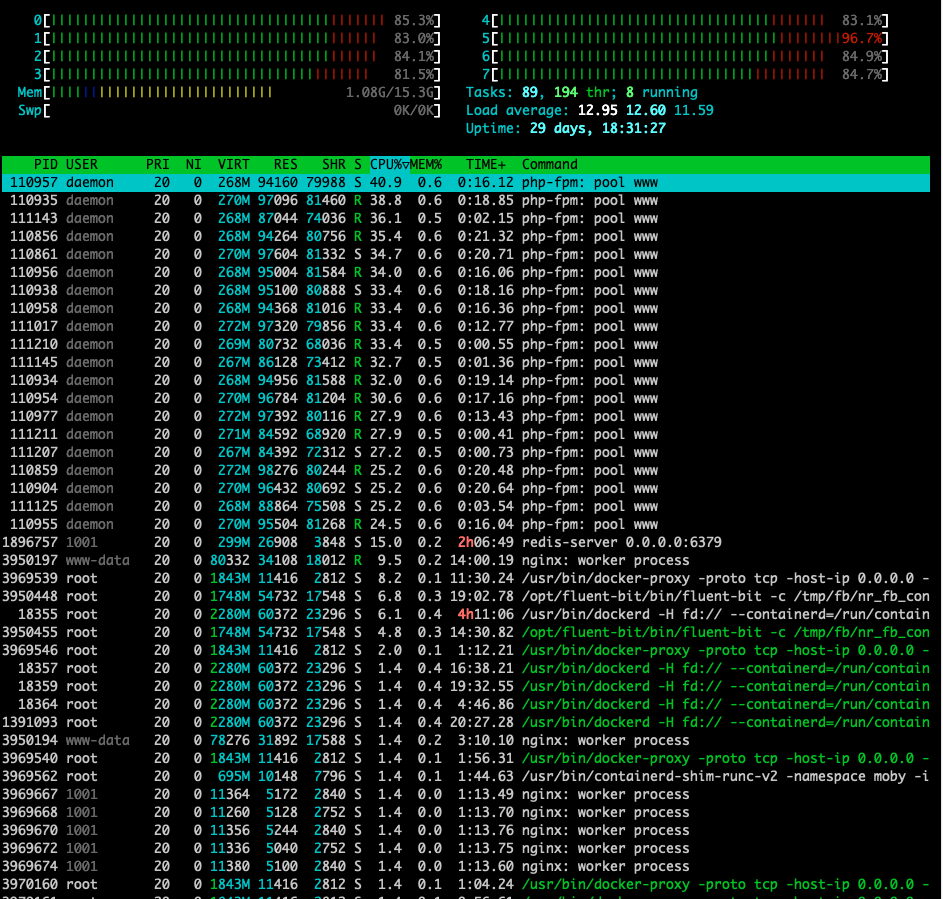 0[||||||||||||||||||||||||||||||||||||||||||| 85.3%] 4[||||||||||||||||||||||||||||||||||||||||| 83.1%]
1[|||||||||||||||||||||||||||||||||||||||||| 83.0%] 5[|||||||||||||||||||||||||||||||||||||||||||96.7%]
2[|||||||||||||||||||||||||||||||||||||||||| 84.1%] 6[||||||||||||||||||||||||||||||||||||||||| 84.9%]
3[||||||||||||||||||||||||||||||||||||||||| 81.5%] 7[||||||||||||||||||||||||||||||||||||||||| 84.7%]
Mem[|||||||||||||||||||||||||||| 1.08G/15.3G] Tasks: 89, 194 thr; 8 running
Swp[ 0K/0K] Load average: 12.95 12.60 11.59
Uptime: 29 days, 18:31:27
PID USER PRI NI VIRT RES SHR S CPU%▽MEM% TIME+ Command
110957 daemon 20 0 268M 94160 79988 S 40.9 0.6 0:16.12 php-fpm: pool www
110935 daemon 20 0 270M 97096 81460 R 38.8 0.6 0:18.85 php-fpm: pool www
111143 daemon 20 0 268M 87044 74036 R 36.1 0.5 0:02.15 php-fpm: pool www
110856 daemon 20 0 268M 94264 80756 R 35.4 0.6 0:21.32 php-fpm: pool www
110861 daemon 20 0 270M 97604 81332 S 34.7 0.6 0:20.71 php-fpm: pool www
110956 daemon 20 0 268M 95004 81584 R 34.0 0.6 0:16.06 php-fpm: pool www
110938 daemon 20 0 268M 95100 80888 S 33.4 0.6 0:18.16 php-fpm: pool www
110958 daemon 20 0 268M 94368 81016 R 33.4 0.6 0:16.36 php-fpm: pool www
111017 daemon 20 0 272M 97320 79856 R 33.4 0.6 0:12.77 php-fpm: pool www
111210 daemon 20 0 269M 80732 68036 R 33.4 0.5 0:00.55 php-fpm: pool www
111145 daemon 20 0 267M 86128 73412 R 32.7 0.5 0:01.36 php-fpm: pool www
110934 daemon 20 0 268M 94956 81588 R 32.0 0.6 0:19.14 php-fpm: pool www
110954 daemon 20 0 270M 96784 81204 R 30.6 0.6 0:17.16 php-fpm: pool www
110977 daemon 20 0 272M 97392 80116 R 27.9 0.6 0:13.43 php-fpm: pool www
111211 daemon 20 0 271M 84592 68920 R 27.9 0.5 0:00.41 php-fpm: pool www
111207 daemon 20 0 267M 84392 72312 S 27.2 0.5 0:00.73 php-fpm: pool www
110859 daemon 20 0 272M 98276 80244 R 25.2 0.6 0:20.48 php-fpm: pool www
110904 daemon 20 0 270M 96432 80692 S 25.2 0.6 0:20.64 php-fpm: pool www
111125 daemon 20 0 268M 88864 75508 S 25.2 0.6 0:03.54 php-fpm: pool www
110955 daemon 20 0 270M 95504 81268 R 24.5 0.6 0:16.04 php-fpm: pool www
1896757 1001 20 0 299M 26908 3848 S 15.0 0.2 2h06:49 redis-server 0.0.0.0:6379
3950197 www-data 20 0 80332 34108 18012 R 9.5 0.2 14:00.19 nginx: worker process
3969539 root 20 0 1843M 11416 2812 S 8.2 0.1 11:30.24 /usr/bin/docker-proxy -proto tcp -host-ip 0.0.0.0 -
3950448 root 20 0 1748M 54732 17548 S 6.8 0.3 19:02.78 /opt/fluent-bit/bin/fluent-bit -c /tmp/fb/nr_fb_con
18355 root 20 0 2280M 60372 23296 S 6.1 0.4 4h11:06 /usr/bin/dockerd -H fd:// --containerd=/run/contain
3950455 root 20 0 1748M 54732 17548 S 4.8 0.3 14:30.82 /opt/fluent-bit/bin/fluent-bit -c /tmp/fb/nr_fb_con
3969546 root 20 0 1843M 11416 2812 S 2.0 0.1 1:12.21 /usr/bin/docker-proxy -proto tcp -host-ip 0.0.0.0 -
18357 root 20 0 2280M 60372 23296 S 1.4 0.4 16:38.21 /usr/bin/dockerd -H fd:// --containerd=/run/contain
18359 root 20 0 2280M 60372 23296 S 1.4 0.4 19:32.55 /usr/bin/dockerd -H fd:// --containerd=/run/contain
18364 root 20 0 2280M 60372 23296 S 1.4 0.4 4:46.86 /usr/bin/dockerd -H fd:// --containerd=/run/contain
1391093 root 20 0 2280M 60372 23296 S 1.4 0.4 20:27.28 /usr/bin/dockerd -H fd:// --containerd=/run/contain
3950194 www-data 20 0 78276 31892 17588 S 1.4 0.2 3:10.10 nginx: worker process
3969540 root 20 0 1843M 11416 2812 S 1.4 0.1 1:56.31 /usr/bin/docker-proxy -proto tcp -host-ip 0.0.0.0 -
3969562 root 20 0 695M 10148 7796 S 1.4 0.1 1:44.63 /usr/bin/containerd-shim-runc-v2 -namespace moby -i
3969667 1001 20 0 11364 5172 2840 S 1.4 0.0 1:13.49 nginx: worker process
3969668 1001 20 0 11260 5128 2752 S 1.4 0.0 1:13.70 nginx: worker process
3969670 1001 20 0 11356 5244 2840 S 1.4 0.0 1:13.76 nginx: worker process
3969672 1001 20 0 11336 5040 2752 S 1.4 0.0 1:13.75 nginx: worker process
3969674 1001 20 0 11380 5100 2840 S 1.4 0.0 1:13.60 nginx: worker process
3970160 root 20 0 1843M 11416 2812 S 1.4 0.1 1:04.24 /usr/bin/docker-proxy -proto tcp -host-ip 0.0.0.0 -